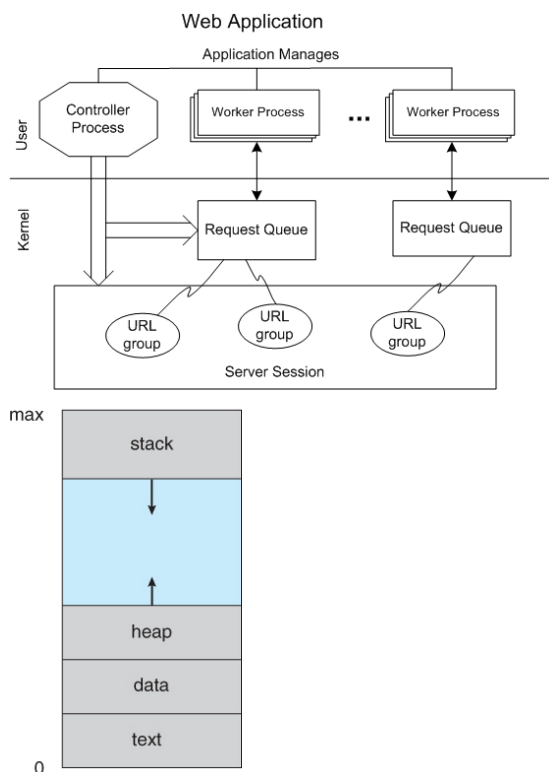 Web Application
Application Manages
User
Controller
Process
Worker Process
...
Worker Process
Kernel
Request Queue
Request Queue
URL
group
URL
group
URL
group
Server Session
max
stack
heap
data
text
0